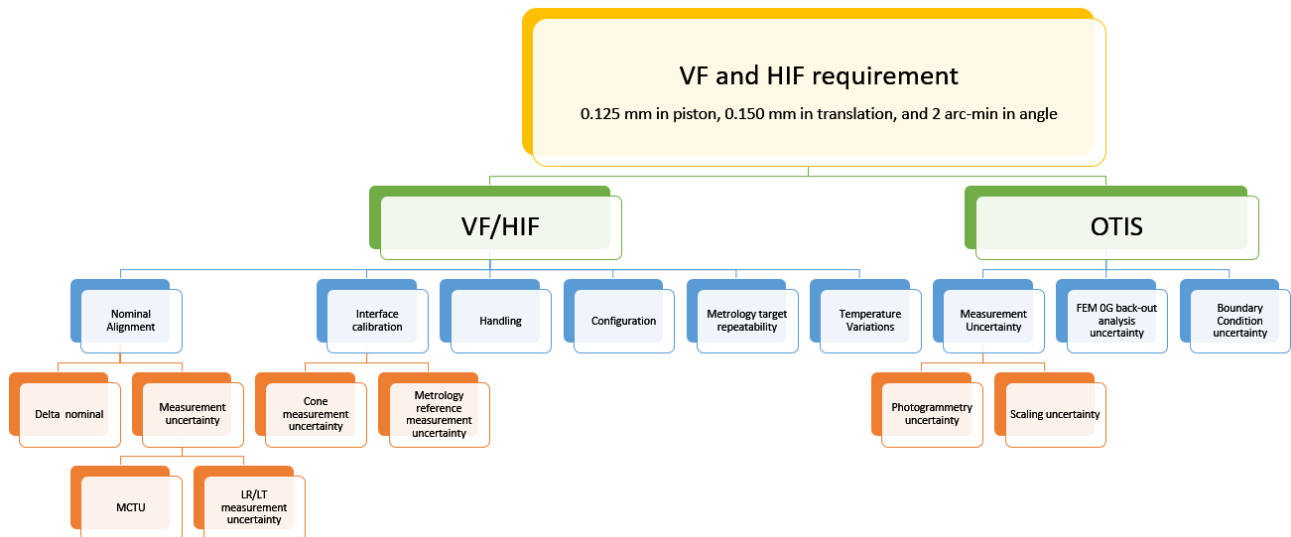 VF and HIF requirement
0.125 mm in piston, 0.150 mm in translation, and 2 arc-min in angle
VF/HIF
OTIS
Nominal
Alignment
Interface
calibration
Handling
Configuration
Metrology target
repeatability
Temperature
Variations
Measurement
Uncertainty
FEM 0G back-out
analysis
uncertainty
Boundary
Condition
uncertainty
Delta nominal
Measurement
uncertainty
Cone
measurement
uncertainty
Metrology
reference
measurement
uncertainty
Photogrammetry
uncertainty
Scaling uncertainty
MCTU
LR/LT
measurement
uncertainty